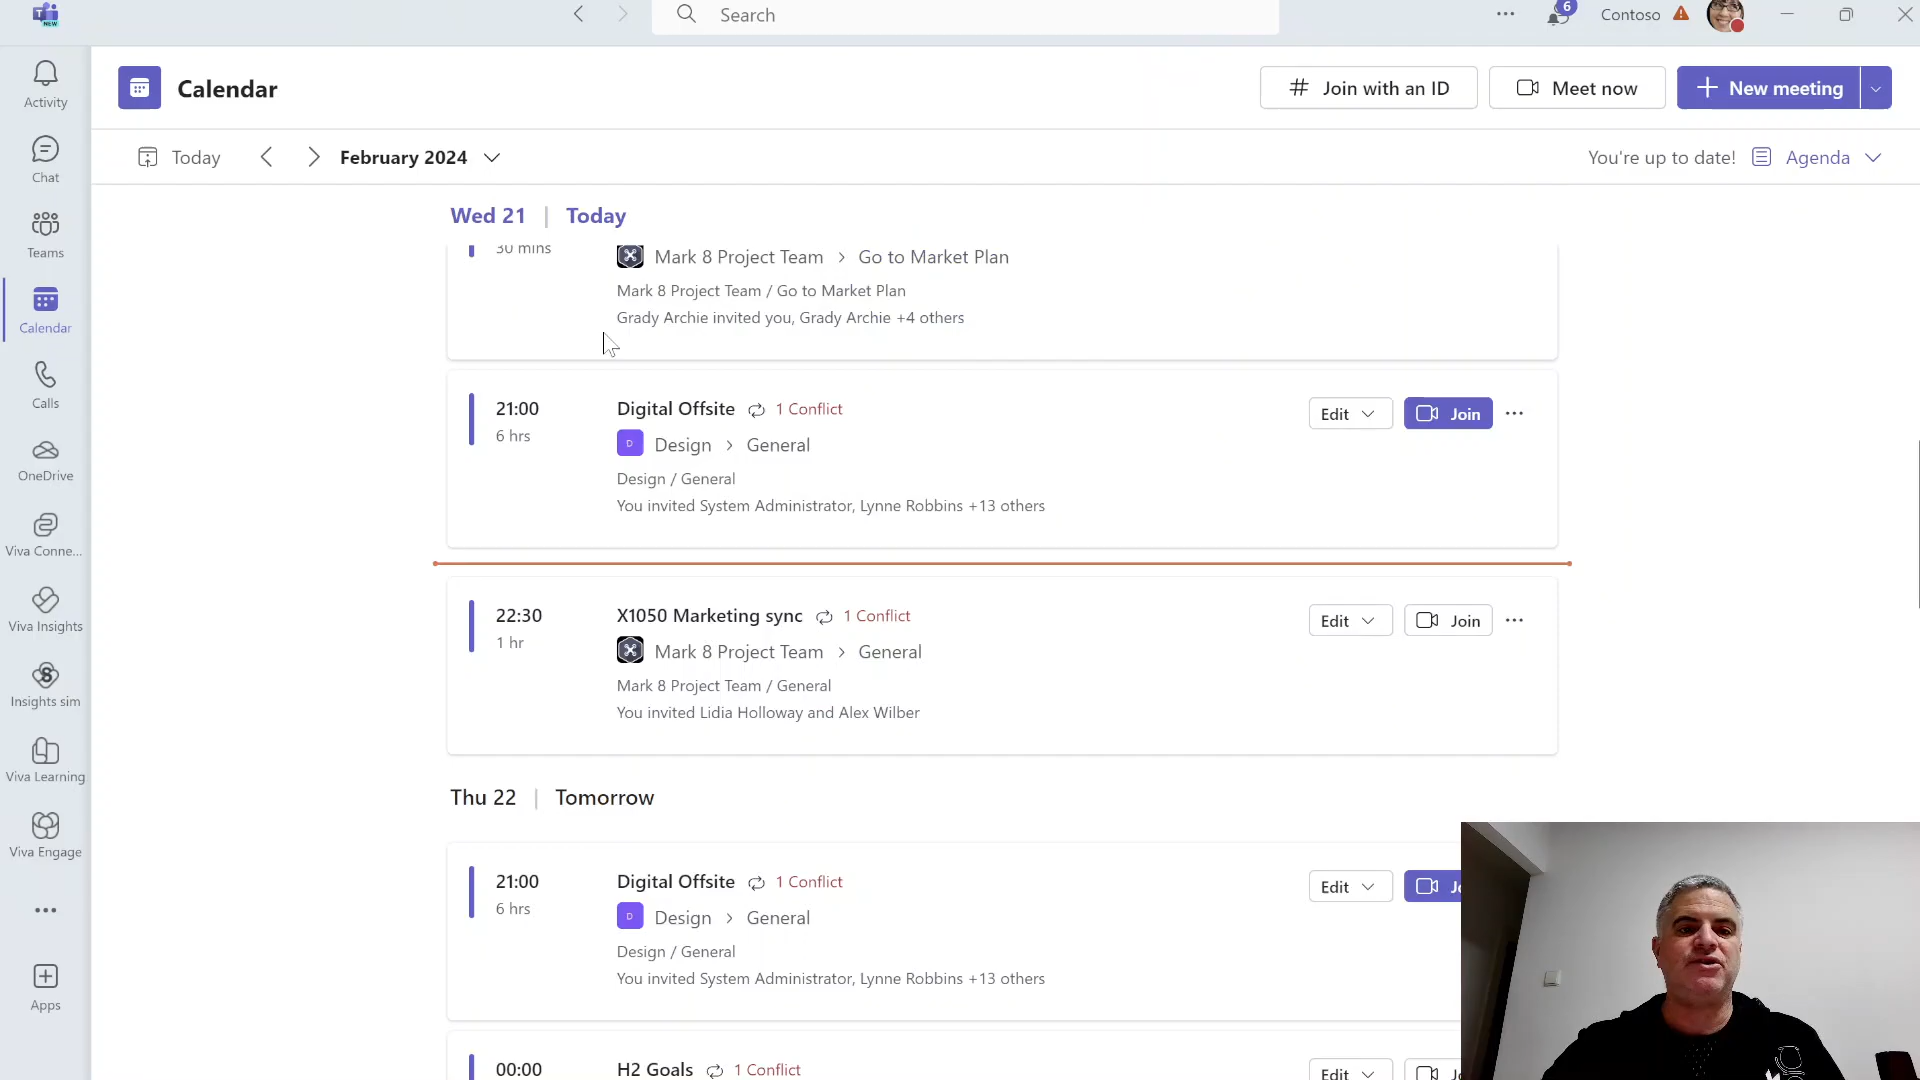 NEW
Search
6
Contoso
Activity
Chat
Teams
Calendar
Calls
OneDrive
Viva Conne...
Viva Insights
Insights sim
Viva Learning
Viva Engage
Apps
Calendar
# Join with an ID
Meet now
New meeting
Today
February 2024
You're up to date!
Agenda
Wed 21 | Today
30 mins
Mark 8 Project Team > Go to Market Plan
Mark 8 Project Team / Go to Market Plan
Grady Archie invited you, Grady Archie +4 others
21:00
6 hrs
Digital Offsite 1 Conflict
D Design > General
Design / General
You invited System Administrator, Lynne Robbins +13 others
Edit
Join
22:30
1 hr
X1050 Marketing sync 1 Conflict
Mark 8 Project Team > General
Mark 8 Project Team / General
You invited Lidia Holloway and Alex Wilber
Edit
Join
Thu 22 | Tomorrow
21:00
6 hrs
Digital Offsite 1 Conflict
D Design > General
Design / General
You invited System Administrator, Lynne Robbins +13 others
Edit
00:00
H2 Goals 1 Conflict
Edit